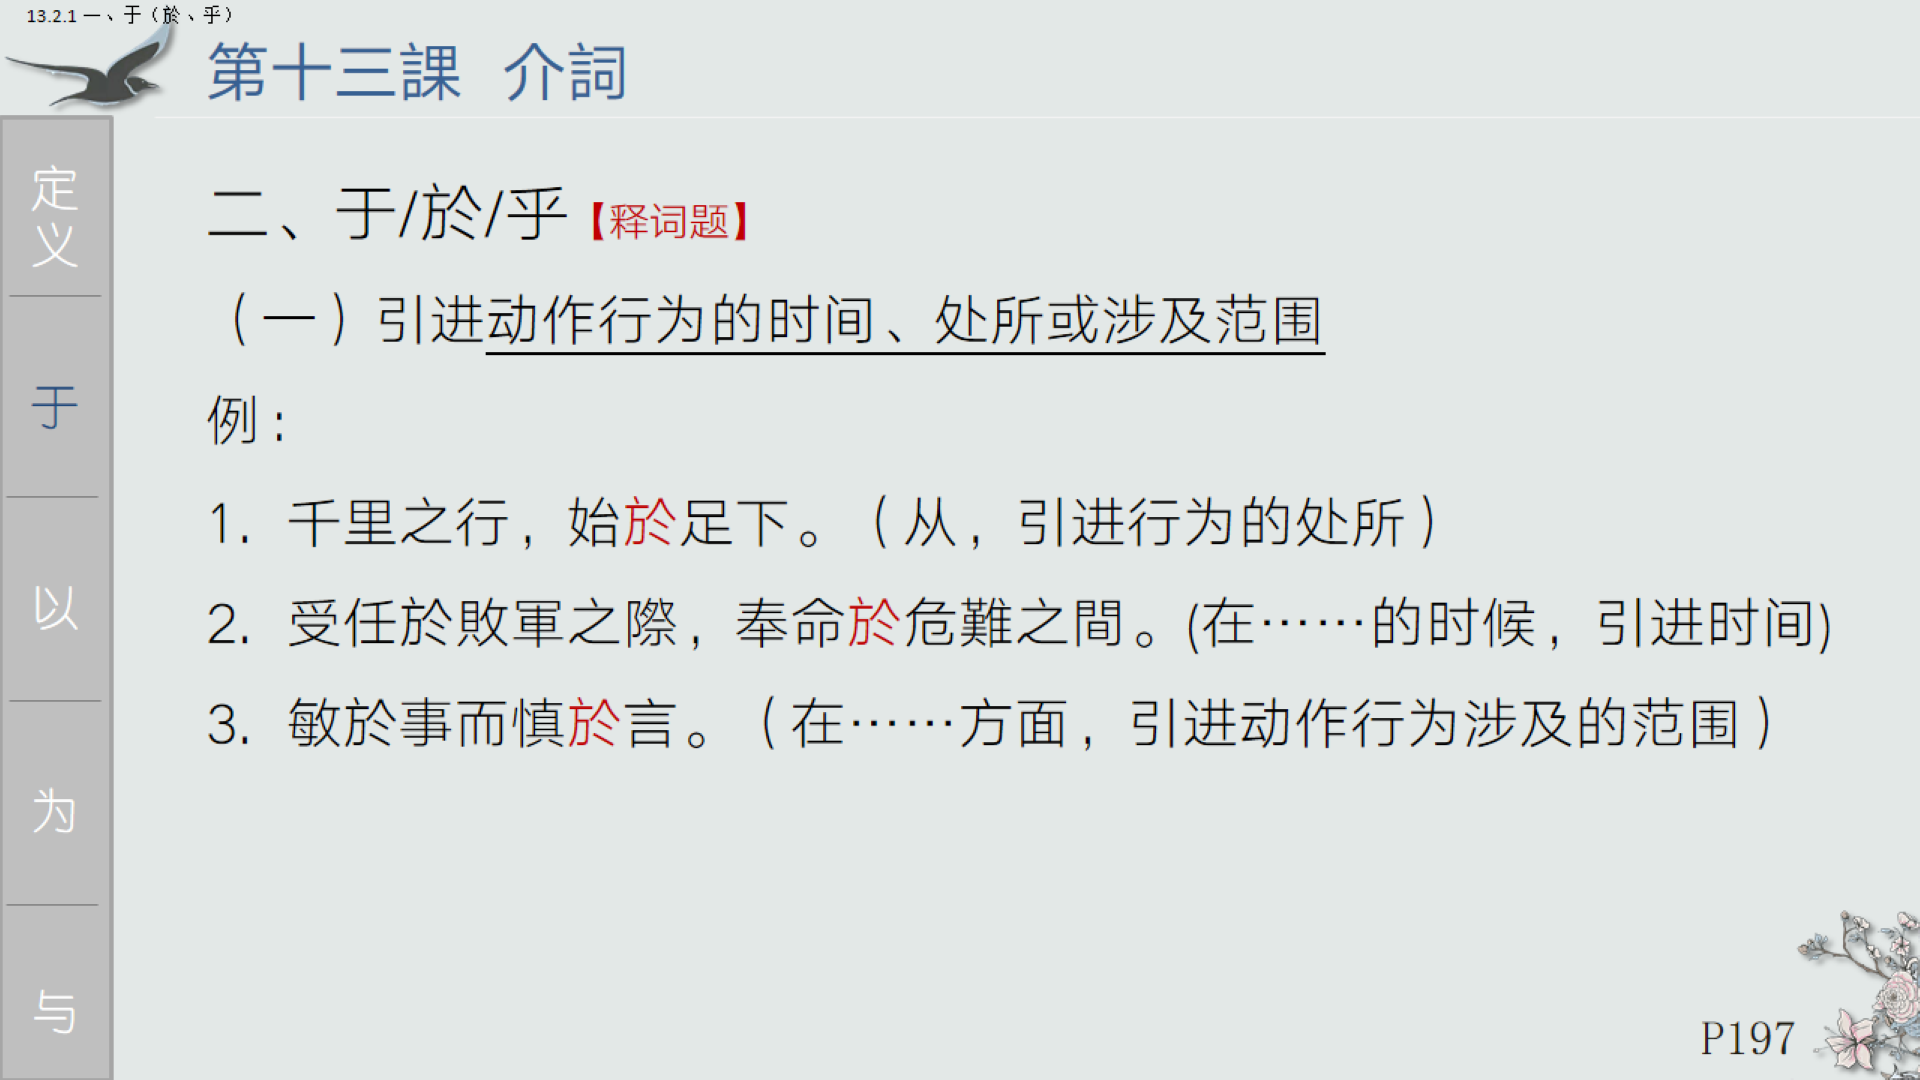 13.2.1 一、于（於、乎）
第十三課 介詞
定义
于
以
为
与
二、于/於/乎【释词题】
（一）引进动作行为的时间、处所或涉及范围
例：
1. 千里之行，始於足下。（从，引进行为的处所）
2. 受任於敗軍之際，奉命於危難之間。(在……的时候，引进时间)
3. 敏於事而慎於言。（在……方面，引进动作行为涉及的范围）
P197